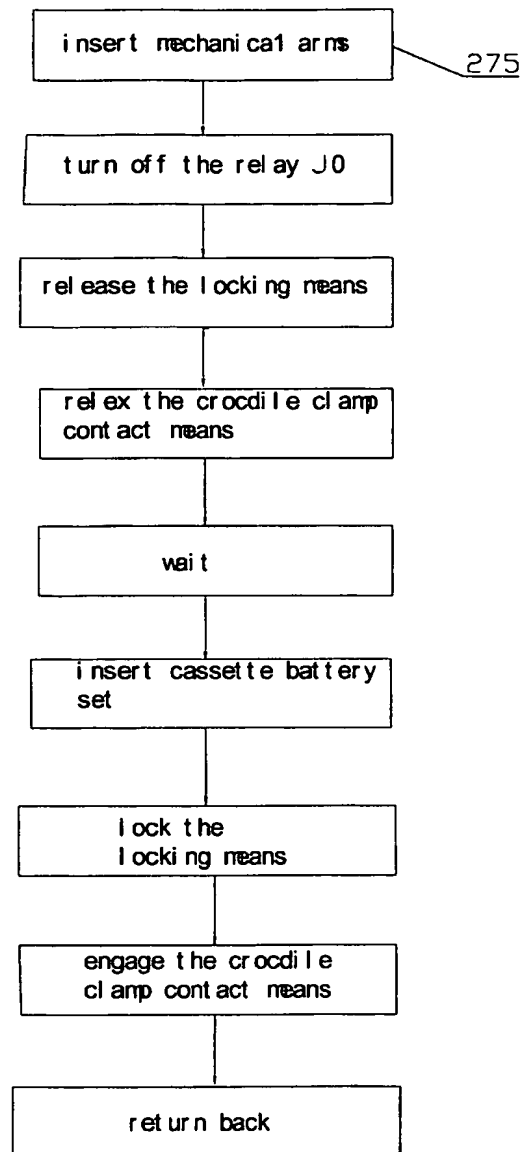 insert mechanical arms
275
turn off the relay J0
release the locking means
relex the crocdile clamp
contact means
wait
insert cassette battery
set
lock the
locking means
engage the crocdile
clamp contact means
return back